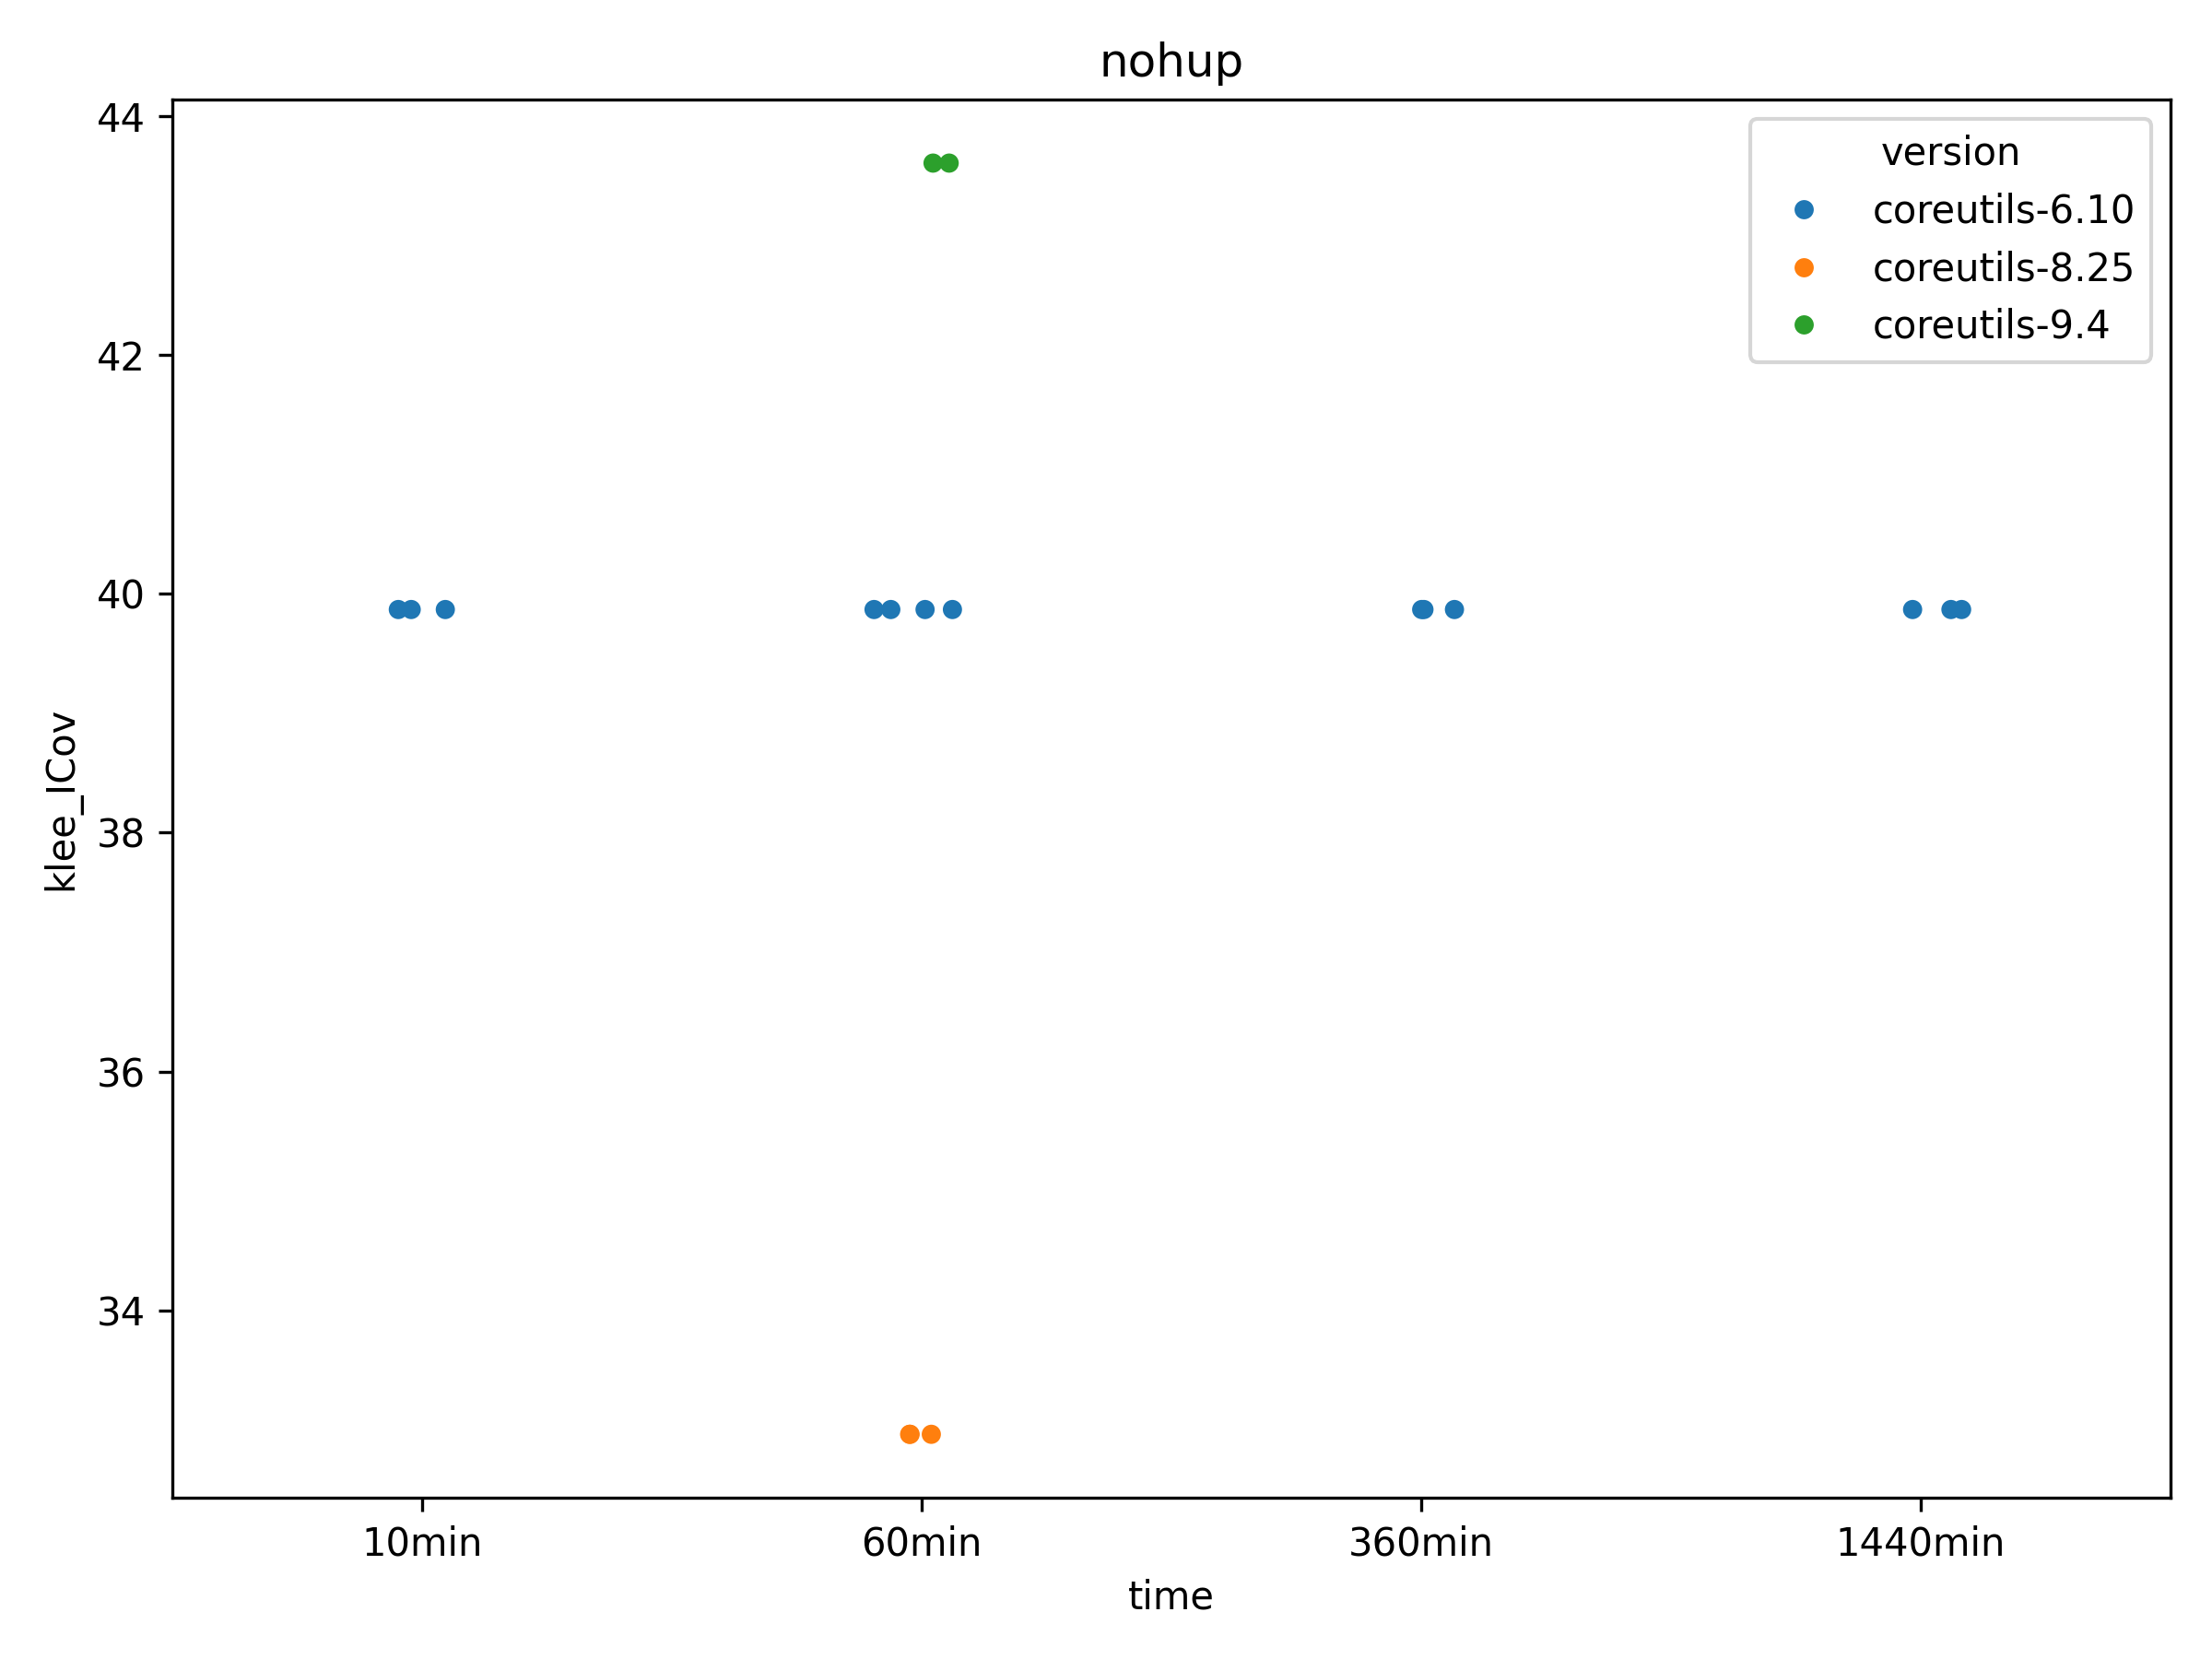 nohup
44
42
40
38
36
34
klee_ICov
10min
60min
360min
1440min
time
version
coreutils-6.10
coreutils-8.25
coreutils-9.4